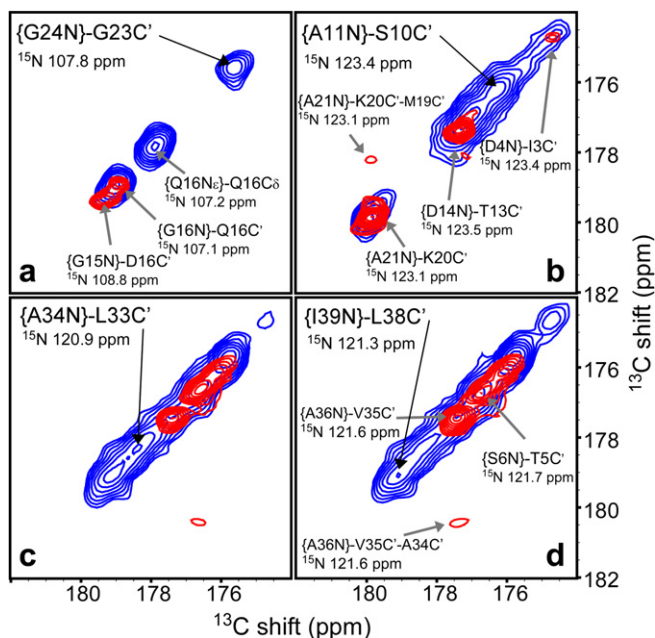 {G24N}-G23C'
15N 107.8 ppm
{Q16Nε}-Q16Cδ
15N 107.2 ppm
{G16N}-Q16C'
15N 107.1 ppm
{G15N}-D16C'
15N 108.8 ppm
a
{A11N}-S10C'
15N 123.4 ppm
{A21N}-K20C'-M19C'
15N 123.1 ppm
{D4N}-I3C'
15N 123.4 ppm
{D14N}-T13C'
15N 123.5 ppm
{A21N}-K20C'
15N 123.1 ppm
b
176
178
180
182
{A34N}-L33C'
15N 120.9 ppm
c
{I39N}-L38C'
15N 121.3 ppm
{A36N}-V35C'
15N 121.6 ppm
{S6N}-T5C'
15N 121.7 ppm
{A36N}-V35C'-A34C'
15N 121.6 ppm
d
176
178
180
182
13C shift (ppm)
180 178 176
180 178 176
13C shift (ppm)